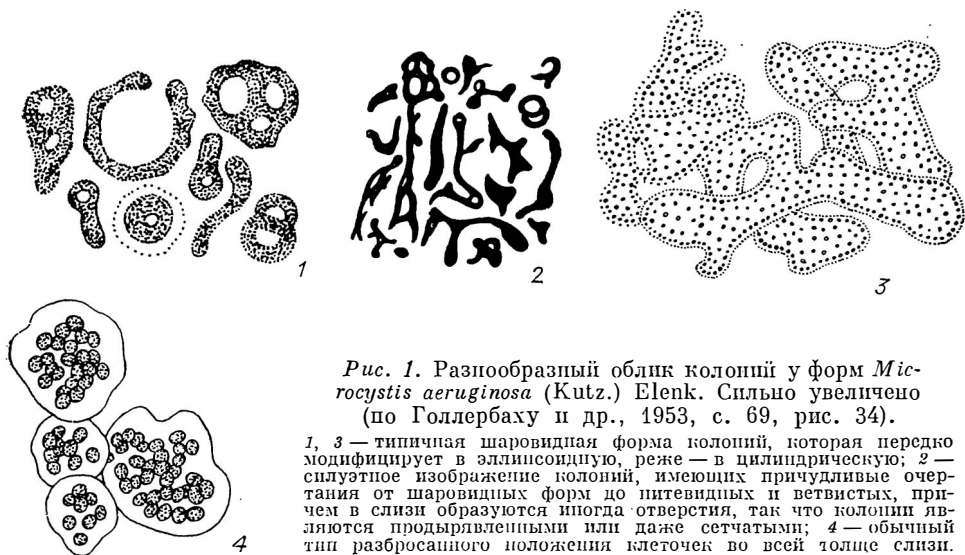 1
2
3
4
Рис. 1. Разнообразный облик колоний у форм Mic-
rocystis aeruginosa (Kutz.) Elenk. Сильно увеличено
(по Голлербаху и др., 1953, с. 69, рис. 34).
1, 3 — типичная шаровидная форма колоний, которая нередко
модифицирует в эллипсоидную, реже — в цилиндрическую; 2 —
силуэтное изображение колоний, имеющих причудливые очер-
тания от шаровидных форм до нитевидных и ветвистых, при-
чем в слизи образуются иногда отверстия, так что колонии яв-
ляются продырявленными или даже сетчатыми; 4 — обычный
тип разбросанного положения клеточек во всей толще слизи.